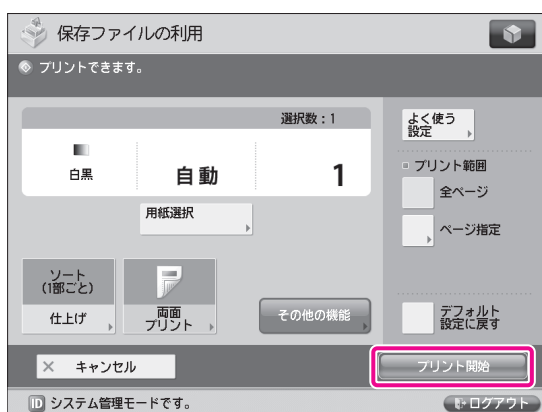 保存ファイルの利用
プリントできます。
選択数：1
白黒
自動
1
用紙選択
ソート
(1部ごと)
仕上げ
両面
プリント
その他の機能
よく使う
設定
プリント範囲
全ページ
ページ指定
デフォルト
設定に戻す
× キャンセル
プリント開始
ID システム管理モードです。
ログアウト